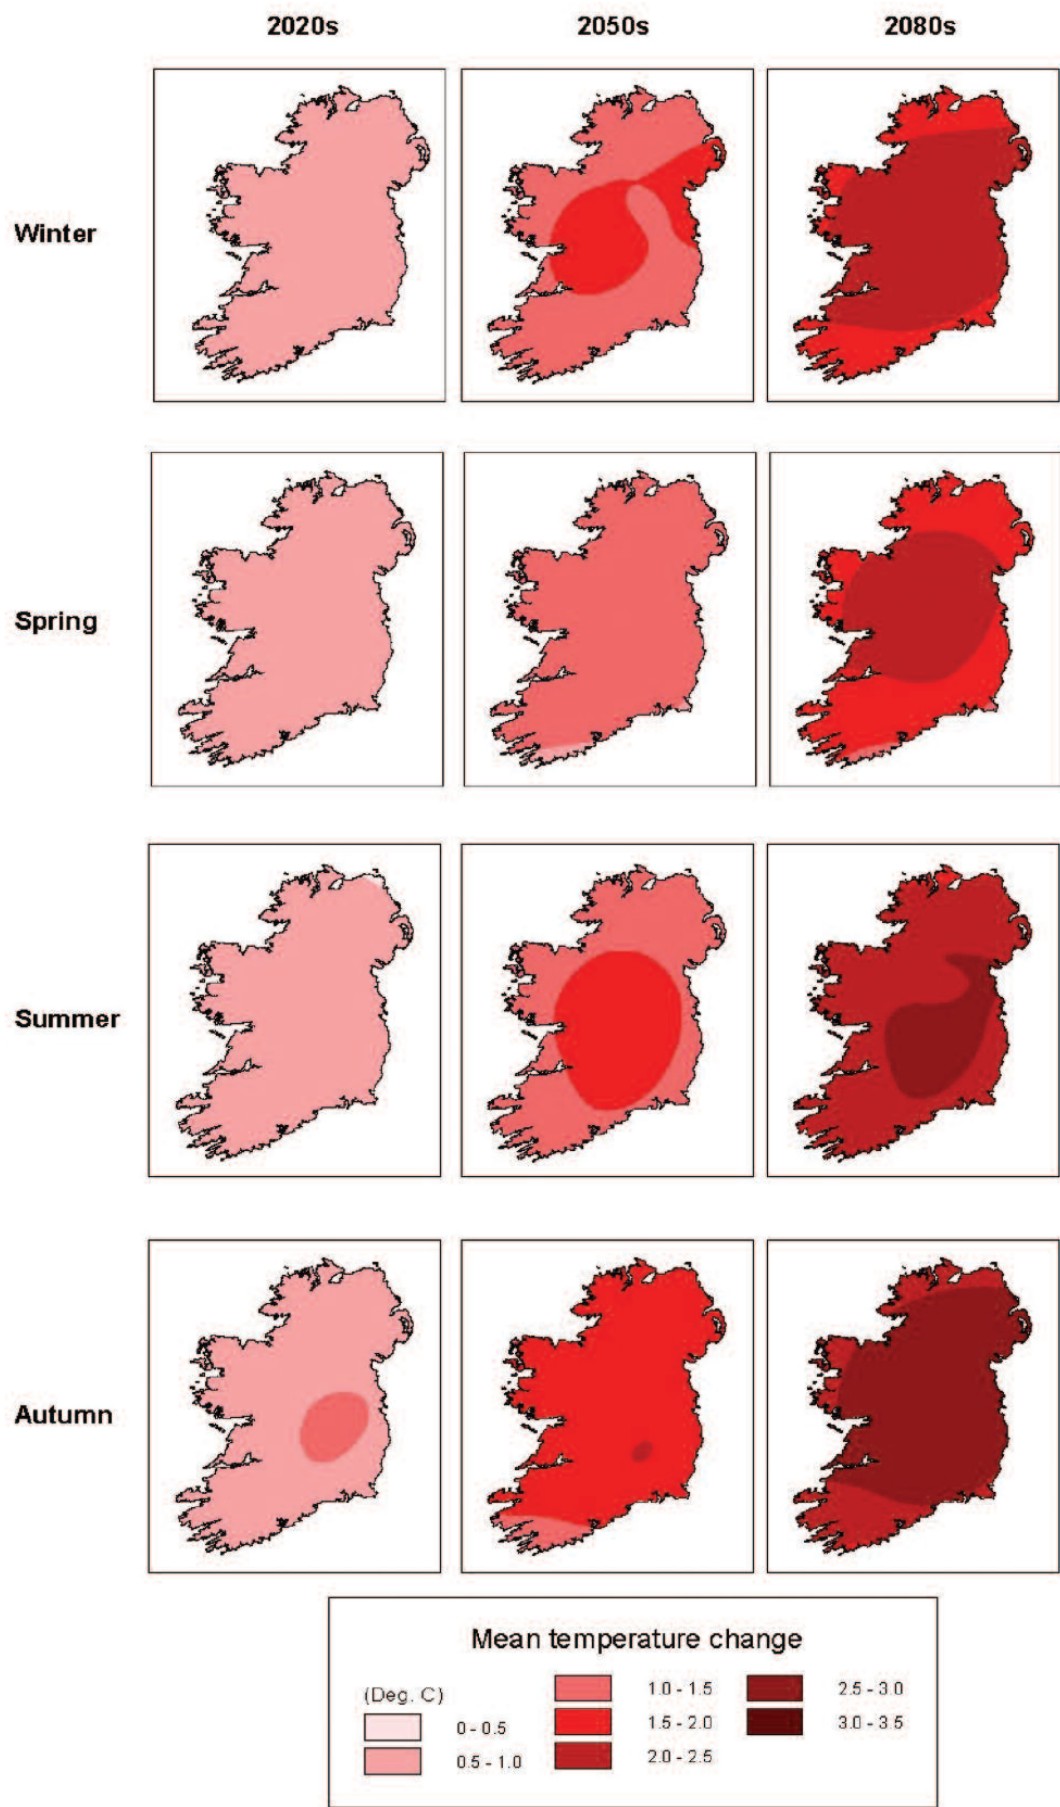 2020s 2050s 2080s
Winter
Spring
Summer
Autumn
Mean temperature change
(Deg. C)
0 - 0.5
0.5 - 1.0
1.0 - 1.5
1.5 - 2.0
2.0 - 2.5
2.5 - 3.0
3.0 - 3.5